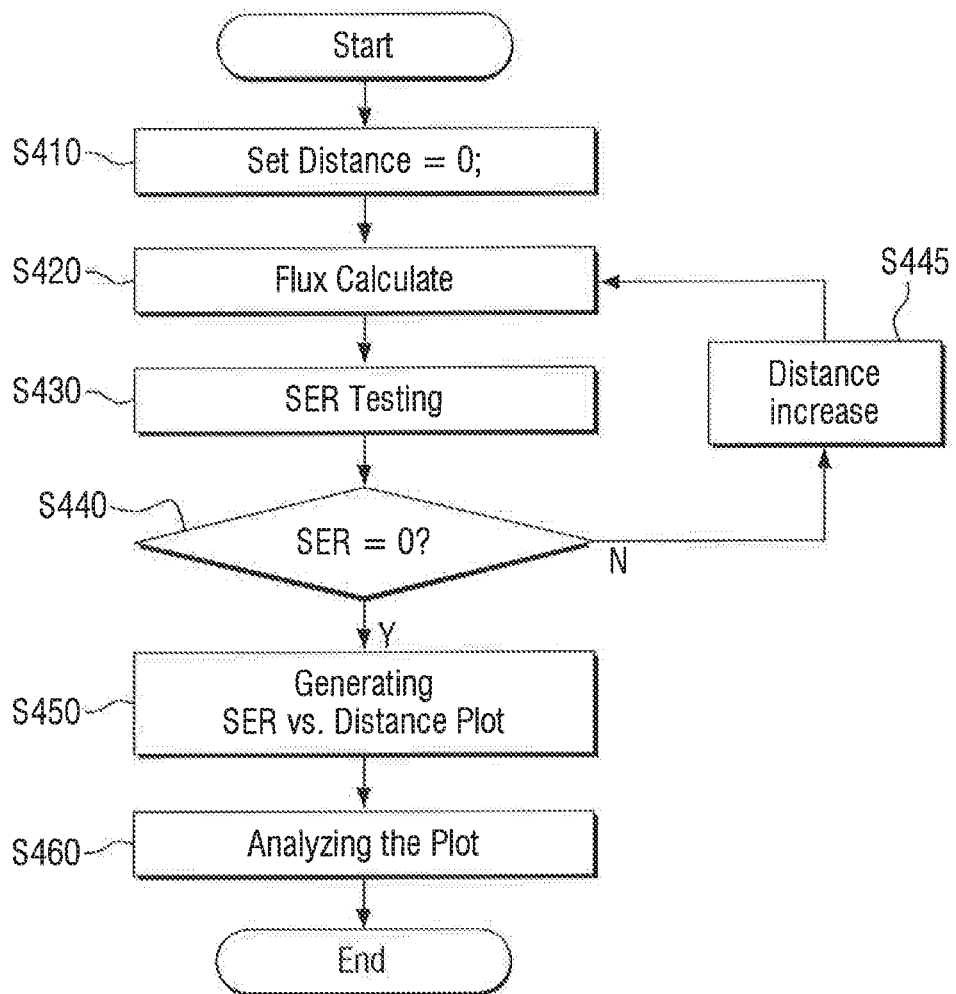 Start
S410
Set Distance = 0;
S420
Flux Calculate
S445
Distance
increase
S430
SER Testing
S440
SER = 0?
N
Y
S450
Generating
SER vs. Distance Plot
S460
Analyzing the Plot
End